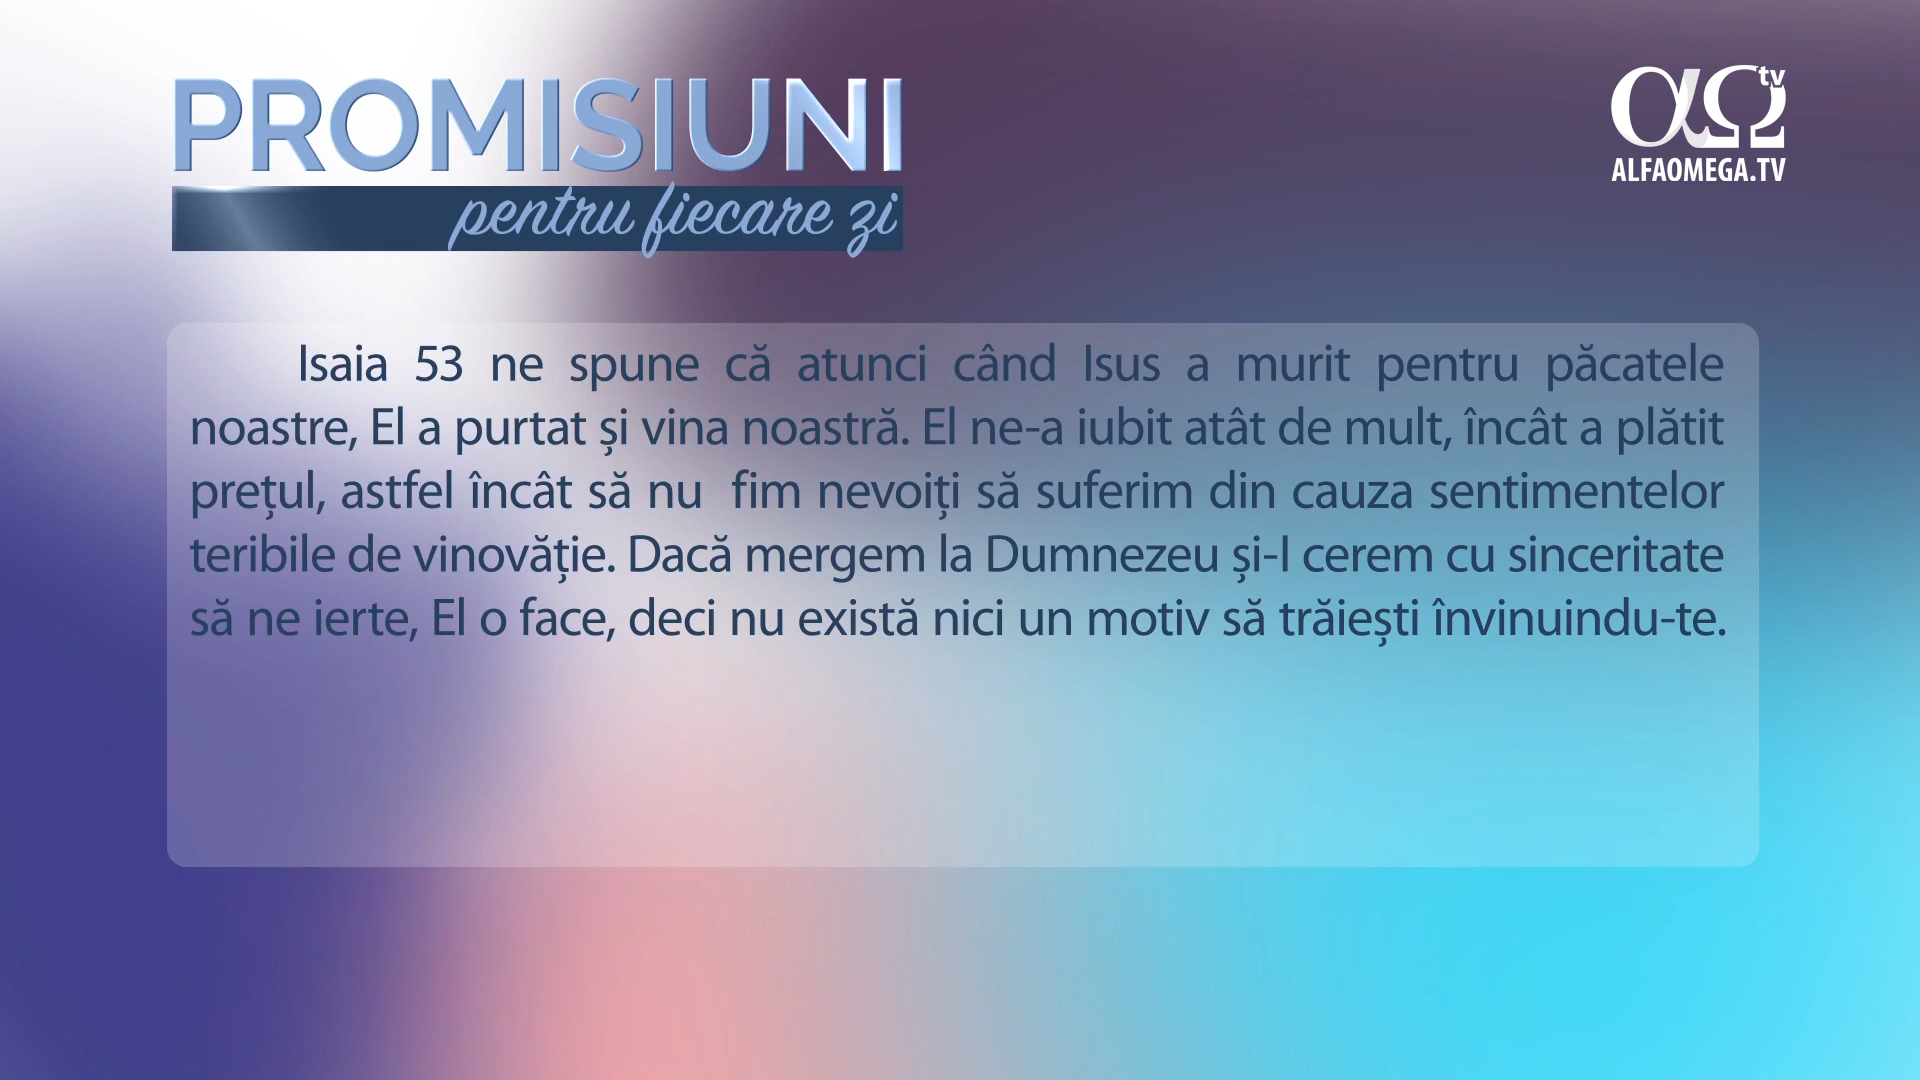 PROMISIUNI
pentru fiecare zi
αΩ tv
ALFAOMEGA.TV
Isaia 53 ne spune că atunci când Isus a murit pentru păcatele
noastre, El a purtat și vina noastră. El ne-a iubit atât de mult, încât a plătit
prețul, astfel încât să nu fim nevoiți să suferim din cauza sentimentelor
teribile de vinovăție. Dacă mergem la Dumnezeu și-I cerem cu sinceritate
să ne ierte, El o face, deci nu există nici un motiv să trăiești învinuindu-te.